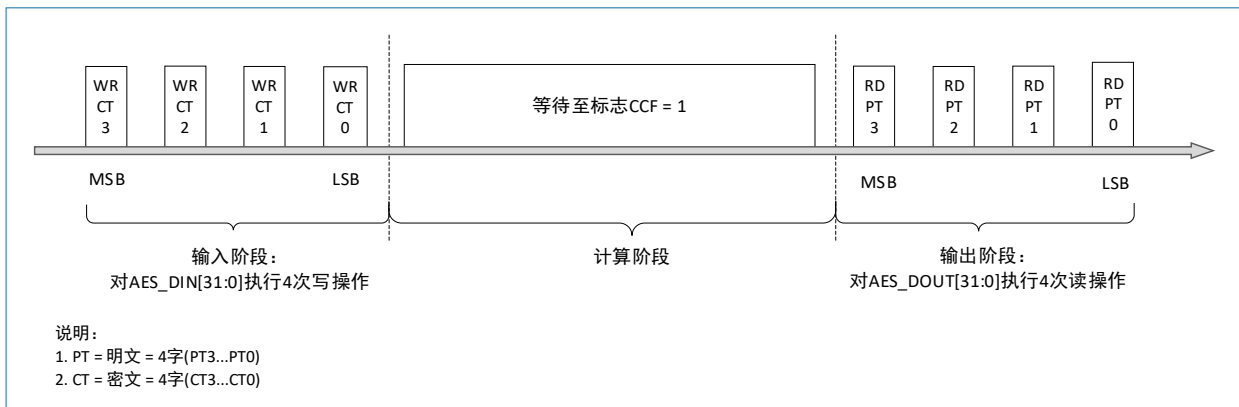 WR
CT
3
WR
CT
2
WR
CT
1
WR
CT
0
等待至标志CCF = 1
RD
PT
3
RD
PT
2
RD
PT
1
RD
PT
0
MSB
LSB
MSB
LSB
输入阶段：
对AES_DIN[31:0]执行4次写操作
计算阶段
输出阶段：
对AES_DOUT[31:0]执行4次读操作
说明：
1. PT = 明文 = 4字(PT3...PT0)
2. CT = 密文 = 4字(CT3...CT0)